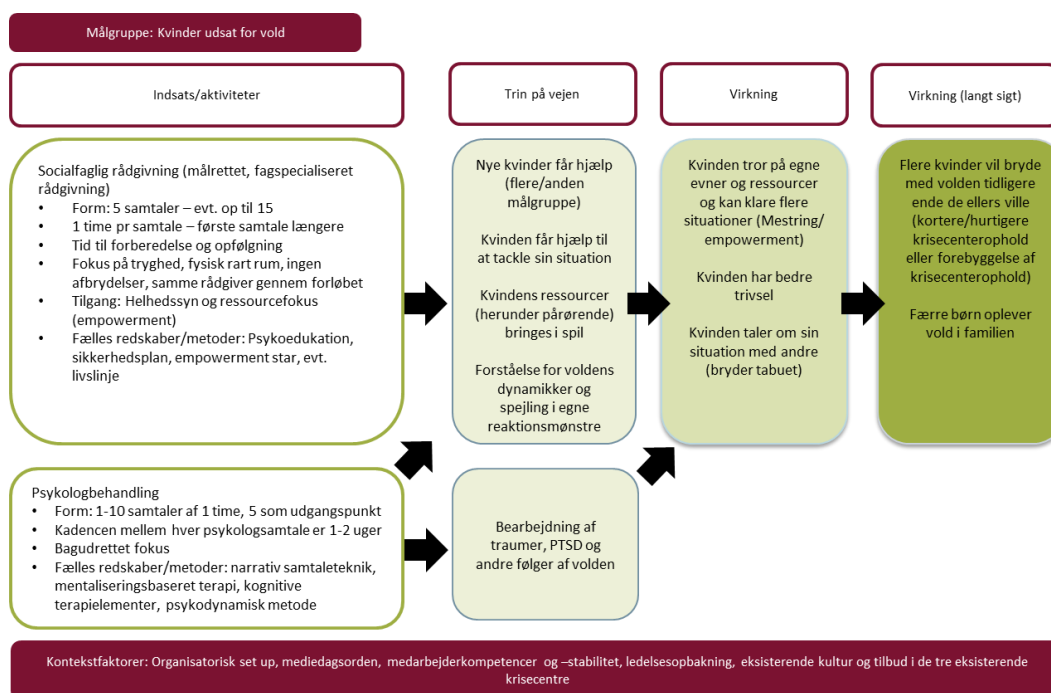 Målgruppe: Kvinder udsat for vold
Indsats/aktiviteter
Trin på vejen
Virkning
Virkning (langt sigt)
Socialfaglig rådgivning (målrettet, fagspecialiseret
rådgivning)
• Form: 5 samtaler – evt. op til 15
• 1 time pr samtale – første samtale længere
• Tid til forberedelse og opfølgning
• Fokus på tryghed, fysisk rart rum, ingen
afbrydelser, samme rådgiver gennem forløbet
• Tilgang: Helhedssyn og ressourcefokus
(empowerment)
• Fælles redskaber/metoder: Psykoedukation,
sikkerhedsplan, empowerment star, evt.
livslinje
Nye kvinder får hjælp
(flere/anden
målgruppe)
Kvinden får hjælp til
at tackle sin situation
Kvindens ressourcer
(herunder pårørende)
bringes i spil
Forståelse for voldens
dynamikker og
spejling i egne
reaktionsmønstre
Kvinden tror på egne
evner og ressourcer
og kan klare flere
situationer (Mestring/
empowerment)
Kvinden har bedre
trivsel
Kvinden taler om sin
situation med andre
(bryder tabuet)
Flere kvinder vil bryde
med volden tidligere
ende de ellers ville
(kortere/hurtigere
krisecenterophold
eller forebyggelse af
krisecenterophold)
Færre børn oplever
vold i familien
Psykologbehandling
• Form: 1-10 samtaler af 1 time, 5 som udgangspunkt
• Kadencen mellem hver psykologsamtale er 1-2 uger
• Bagudrettet fokus
• Fælles redskaber/metoder: narrativ samtaleteknik,
mentaliseringsbaseret terapi, kognitive
terapielementer, psykodynamisk metode
Bearbejdning af
traumer, PTSD og
andre følger af volden
Kontekstfaktorer: Organisatorisk set up, mediedagsorden, medarbejderkompetencer og –stabilitet, ledelsesopbakning, eksisterende kultur og tilbud i de tre eksisterende
krisecentre